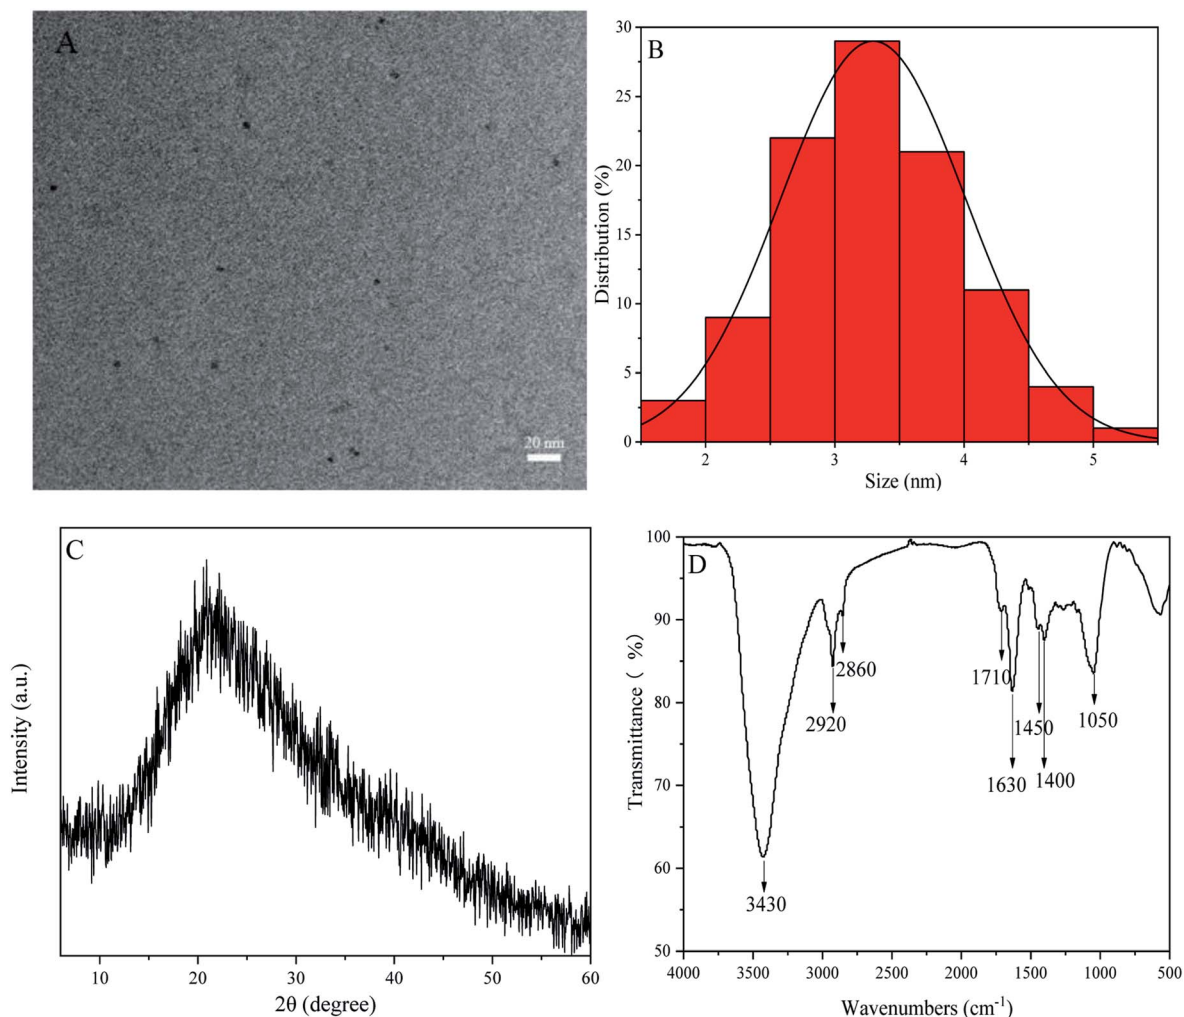 A
20 nm
B
30
25
20
15
10
5
0
Distribution (%)
2 3 4 5
Size (nm)
C
Intensity (a.u.)
10 20 30 40 50 60
2θ (degree)
D
100
90
80
70
60
50
Transmittance ( %)
2860
2920
1710
1450
1050
1630
1400
3430
4000 3500 3000 2500 2000 1500 1000 500
Wavenumbers (cm⁻¹)